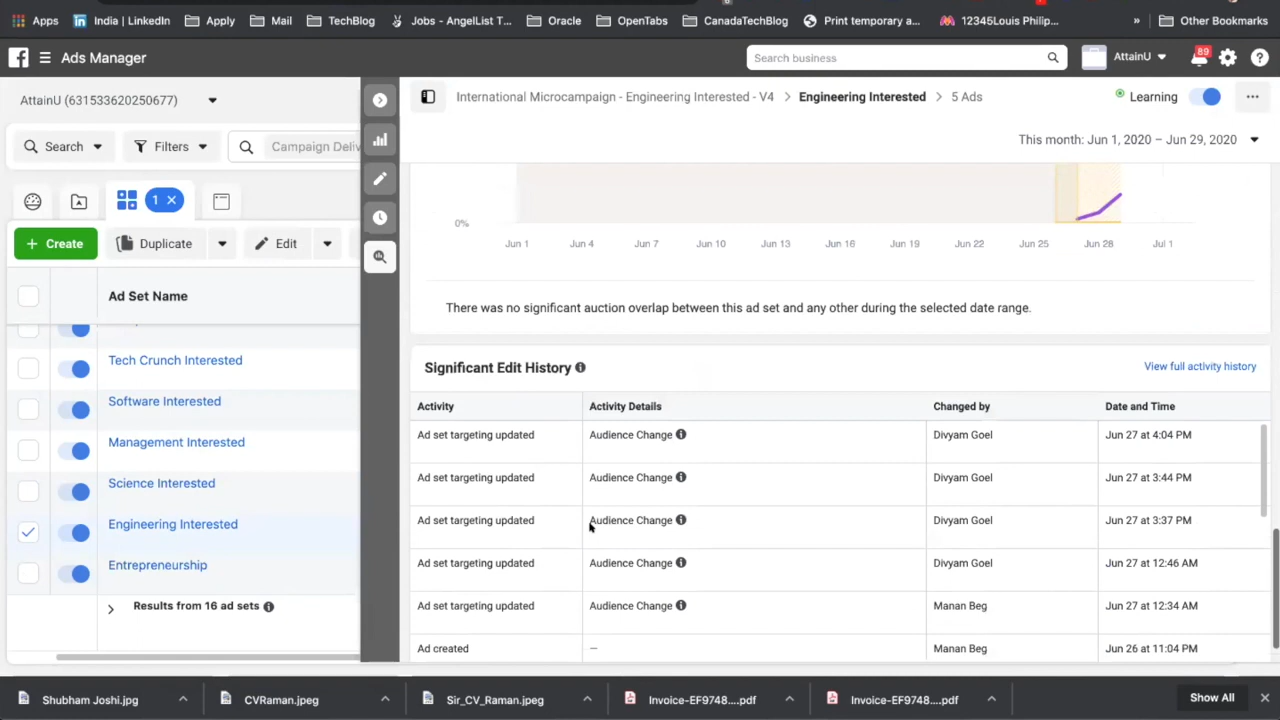 Apps India | LinkedIn Apply Mail TechBlog Jobs - AngelList T... Oracle OpenTabs CanadaTechBlog Print temporary a... 12345Louis Philip... » Other Bookmarks
Ads Manager Search business AttainU 89
AttainU (631533620250677) International Microcampaign - Engineering Interested - V4 Engineering Interested 5 Ads Learning
Search Filters Campaign Deliv This month: Jun 1, 2020 – Jun 29, 2020
1
0%
Create Duplicate Edit Jun 1 Jun 4 Jun 7 Jun 10 Jun 13 Jun 16 Jun 19 Jun 22 Jun 25 Jun 28 Jul 1
Ad Set Name There was no significant auction overlap between this ad set and any other during the selected date range.
Tech Crunch Interested Significant Edit History View full activity history
Software Interested Activity Activity Details Changed by Date and Time
Management Interested Ad set targeting updated Audience Change Divyam Goel Jun 27 at 4:04 PM
Science Interested Ad set targeting updated Audience Change Divyam Goel Jun 27 at 3:44 PM
Engineering Interested Ad set targeting updated Audience Change Divyam Goel Jun 27 at 3:37 PM
Entrepreneurship Ad set targeting updated Audience Change Divyam Goel Jun 27 at 12:46 AM
Results from 16 ad sets Ad set targeting updated Audience Change Manan Beg Jun 27 at 12:34 AM
Ad created — Manan Beg Jun 26 at 11:04 PM
Shubham Joshi.jpg CVRaman.jpeg Sir_CV_Raman.jpeg Invoice-EF9748....pdf Invoice-EF9748....pdf Show All